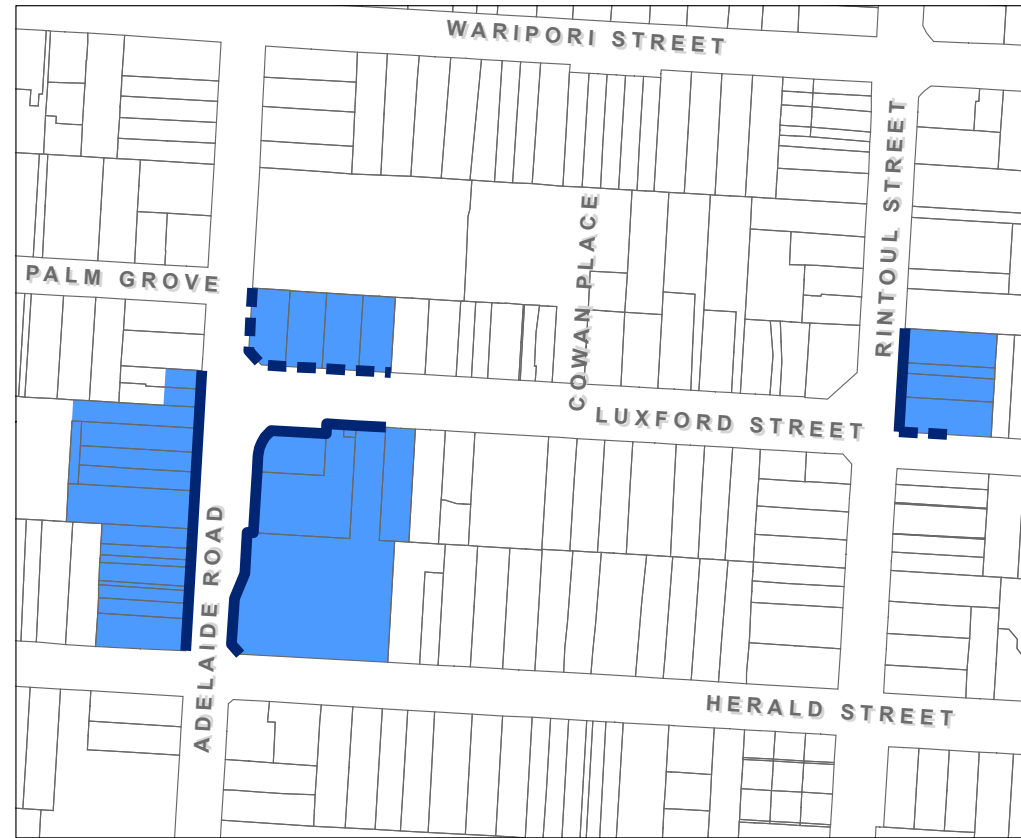 WARIPORI STREET
RINTOUL STREET
COWAN PLACE
PALM GROVE
LUXFORD STREET
ADELAIDE ROAD
HERALD STREET